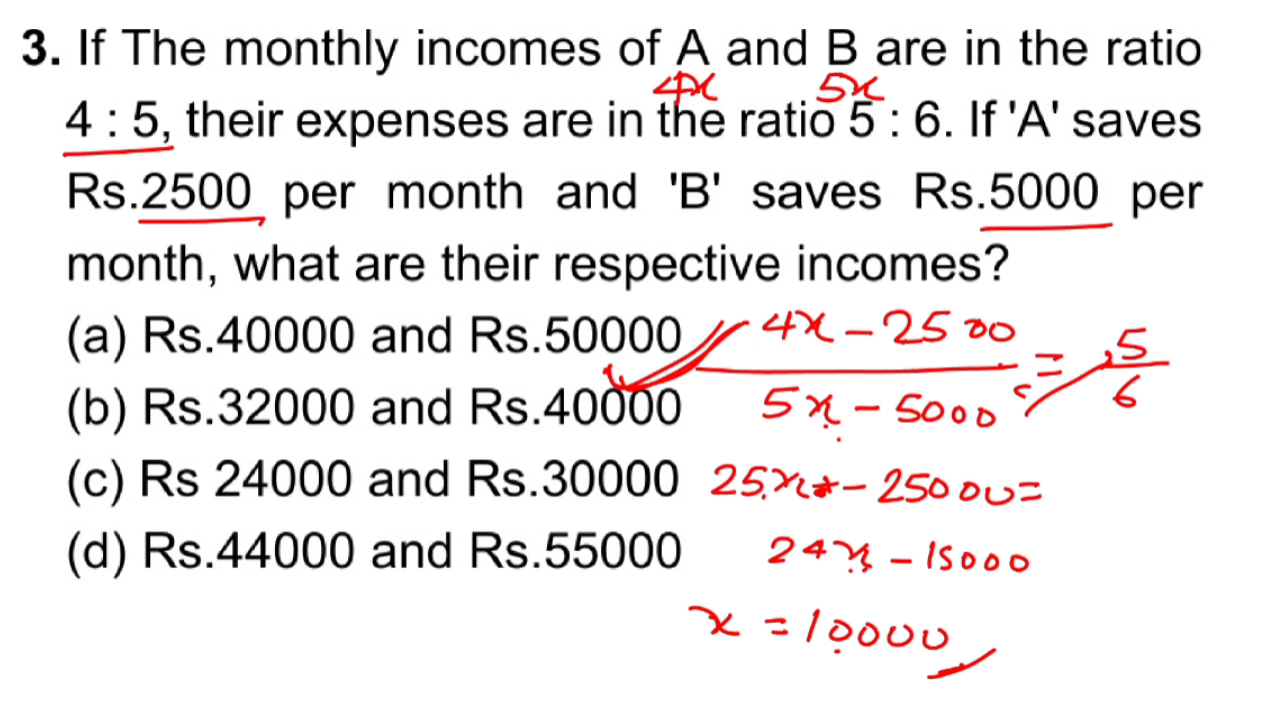 3. If The monthly incomes of A and B are in the ratio
4x 5x
4 : 5, their expenses are in the ratio 5 : 6. If 'A' saves
Rs.2500 per month and 'B' saves Rs.5000 per
month, what are their respective incomes?
(a) Rs.40000 and Rs.50000
(b) Rs.32000 and Rs.40000
(c) Rs 24000 and Rs.30000
(d) Rs.44000 and Rs.55000
4x - 2500
5x - 5000
= 5
6
25x - 25000 =
24x - 15000
x = 10000